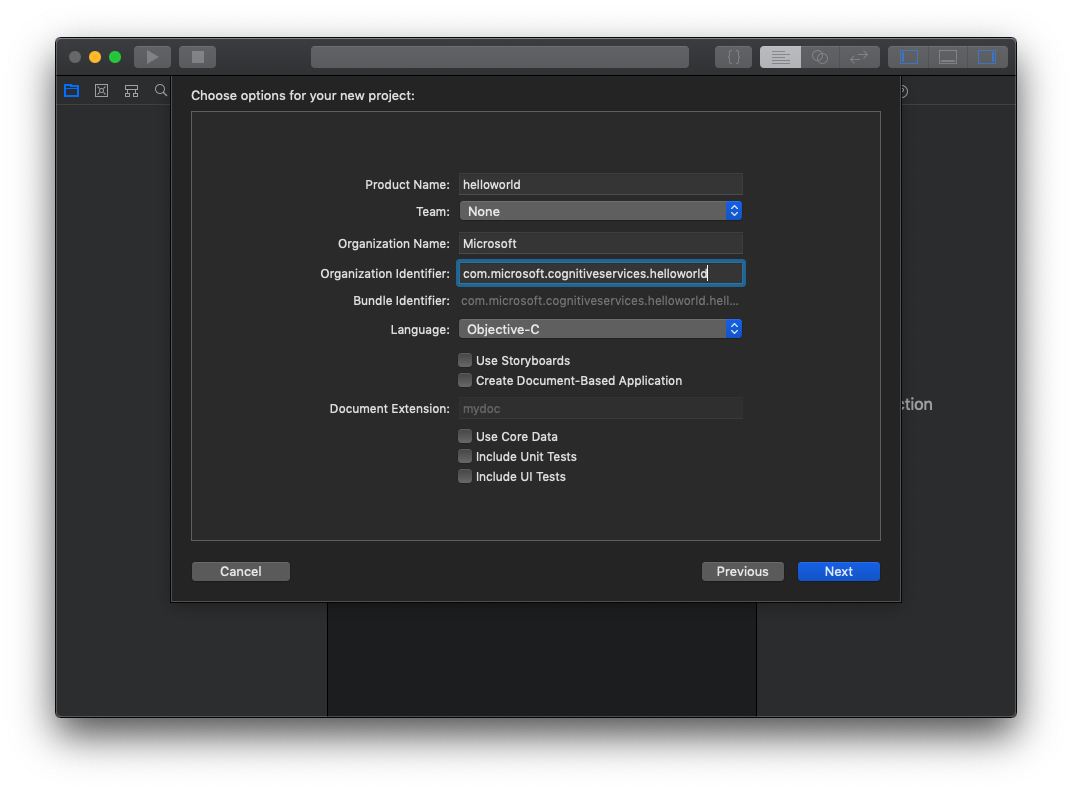 Choose options for your new project:
Product Name: helloworld
Team: None
Organization Name: Microsoft
Organization Identifier: com.microsoft.cognitiveservices.helloworld
Bundle Identifier: com.microsoft.cognitiveservices.helloworld.hell...
Language: Objective-C
Use Storyboards
Create Document-Based Application
ction
Document Extension: mydoc
Use Core Data
Include Unit Tests
Include UI Tests
Cancel Previous Next